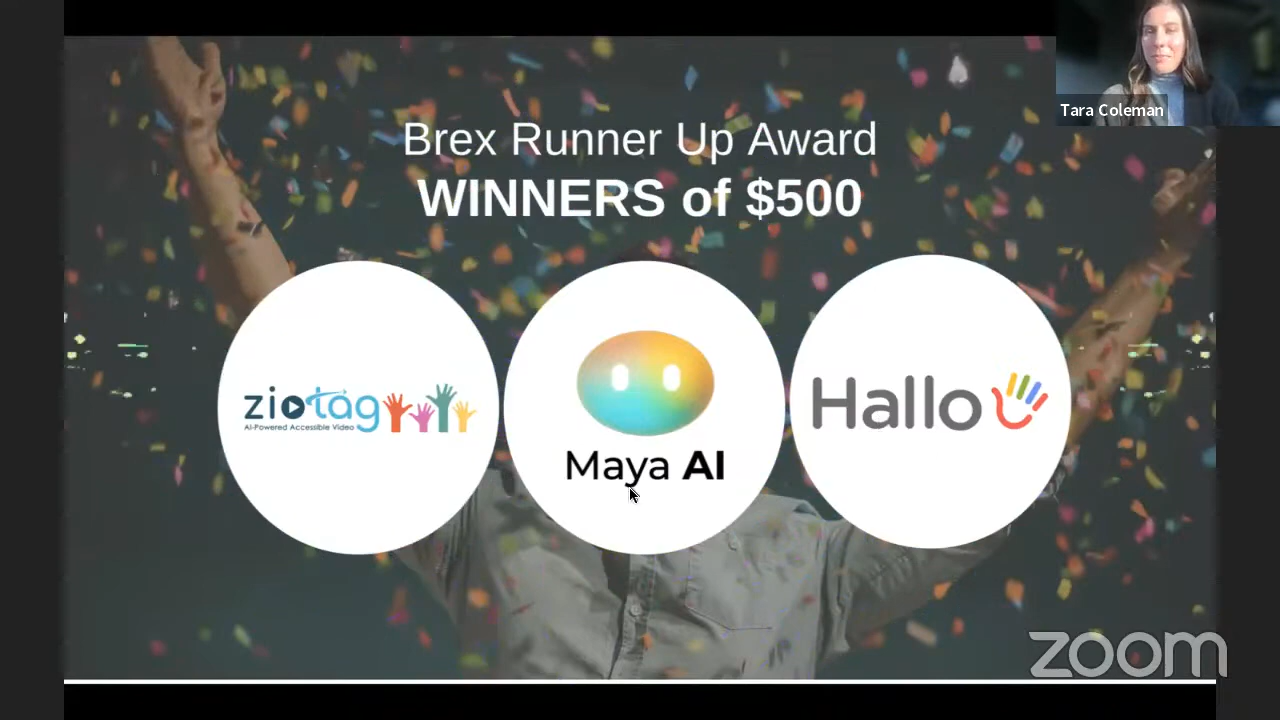 Tara Coleman
Brex Runner Up Award
WINNERS of $500
ziotag
AI-Powered Accessible Video
Maya AI
Hallo
zoom